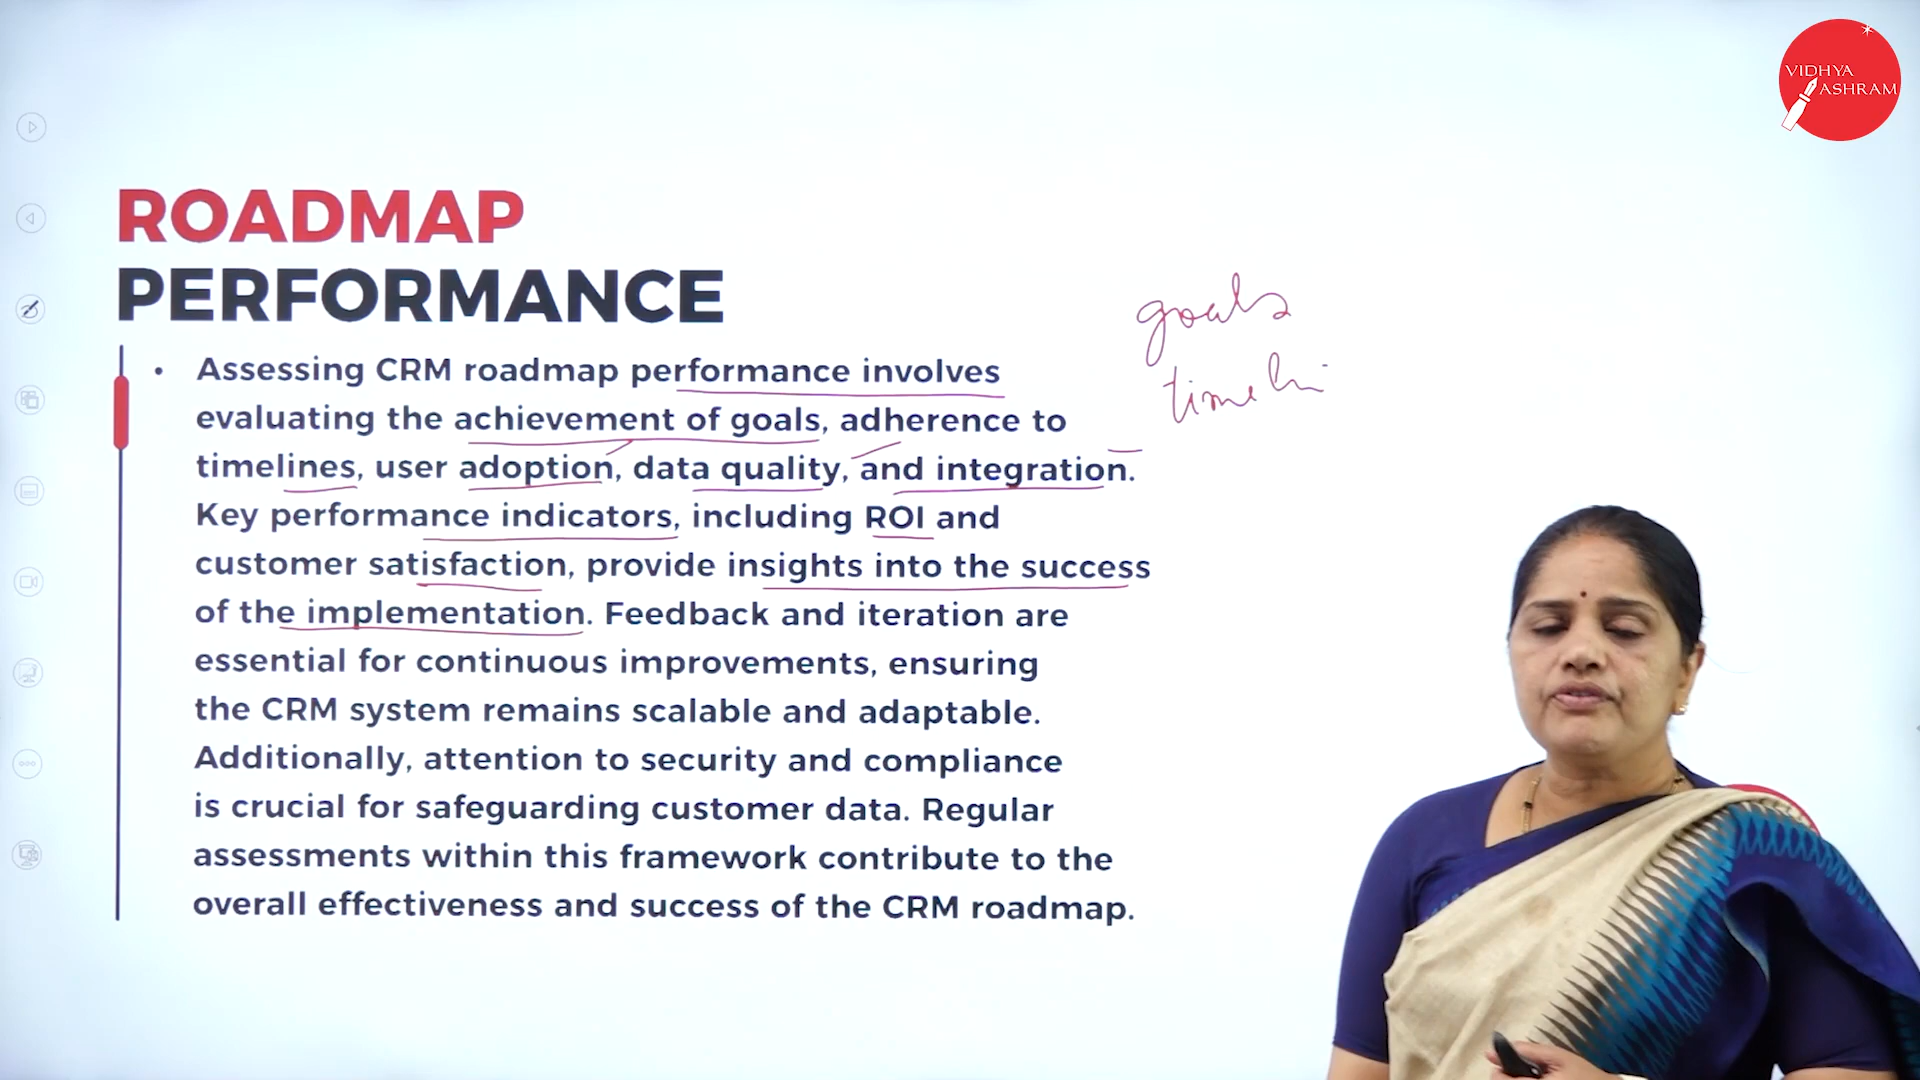 VIDHYA
ASHRAM
ROADMAP
PERFORMANCE
• Assessing CRM roadmap performance involves
evaluating the achievement of goals, adherence to
timelines, user adoption, data quality, and integration.
Key performance indicators, including ROI and
customer satisfaction, provide insights into the success
of the implementation. Feedback and iteration are
essential for continuous improvements, ensuring
the CRM system remains scalable and adaptable.
Additionally, attention to security and compliance
is crucial for safeguarding customer data. Regular
assessments within this framework contribute to the
overall effectiveness and success of the CRM roadmap.
goals